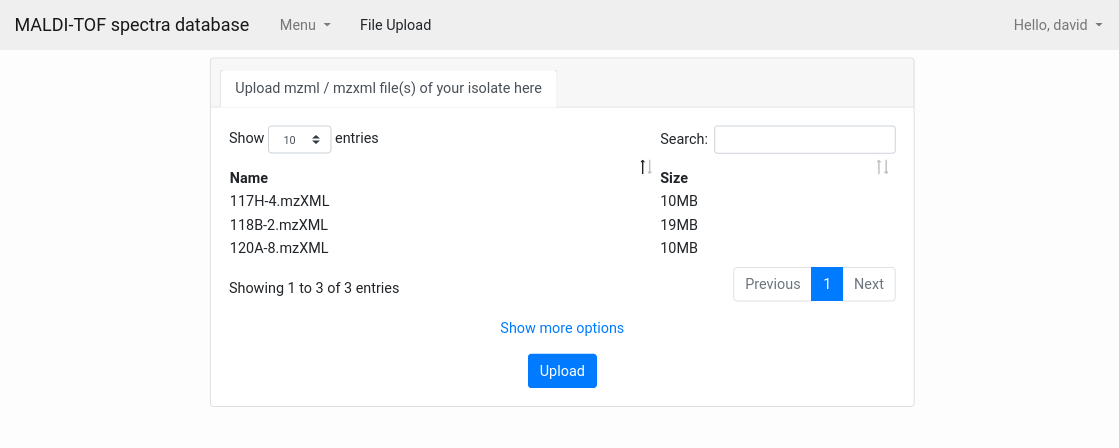 MALDI-TOF spectra database Menu File Upload Hello, david
Upload mzml / mzxml file(s) of your isolate here
Show 10 entries Search:
Name Size
117H-4.mzXML 10MB
118B-2.mzXML 19MB
120A-8.mzXML 10MB
Showing 1 to 3 of 3 entries Previous 1 Next
Show more options
Upload